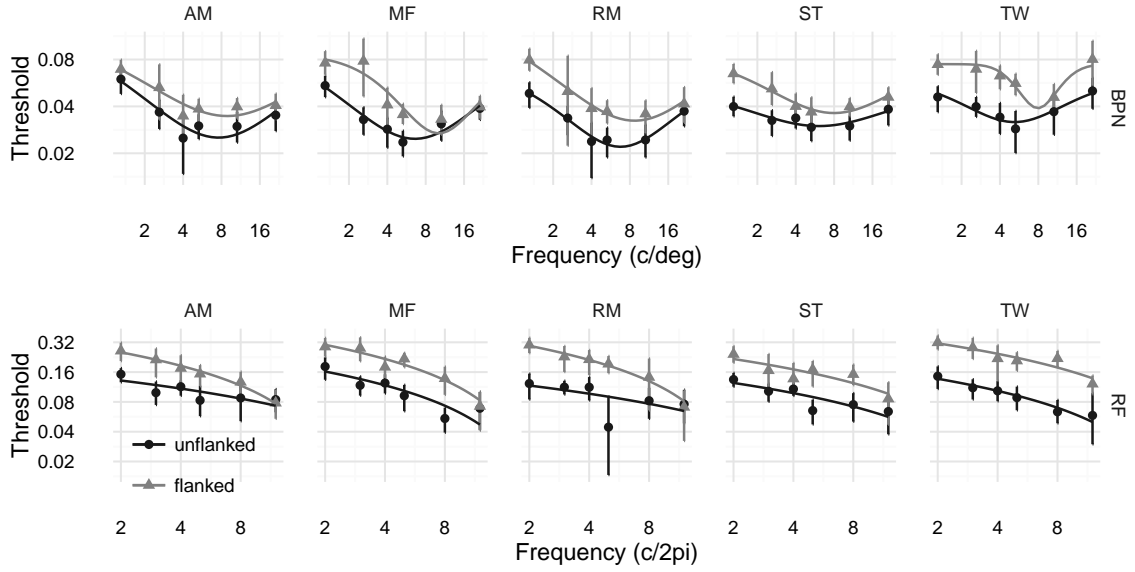 AM MF RM ST TW
Threshold
0.08
0.04
0.02
BPN
2 4 8 16 2 4 8 16 2 4 8 16 2 4 8 16 2 4 8 16
Frequency (c/deg)
AM MF RM ST TW
Threshold
0.32
0.16
0.08
0.04
0.02
RF
unflanked
flanked
2 4 8 2 4 8 2 4 8 2 4 8 2 4 8
Frequency (c/2pi)